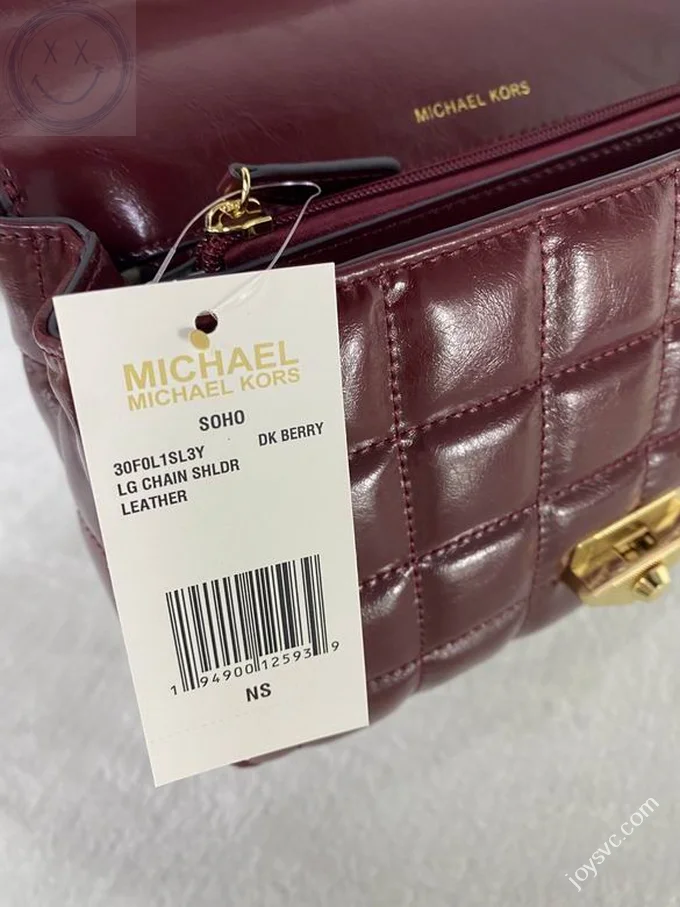 MICHAEL KORS
MICHAEL
MICHAEL KORS
SOHO
30F0L1SL3Y DK BERRY
LG CHAIN SHLDR
LEATHER
1 94900 12593 9
NS
joysvc.com